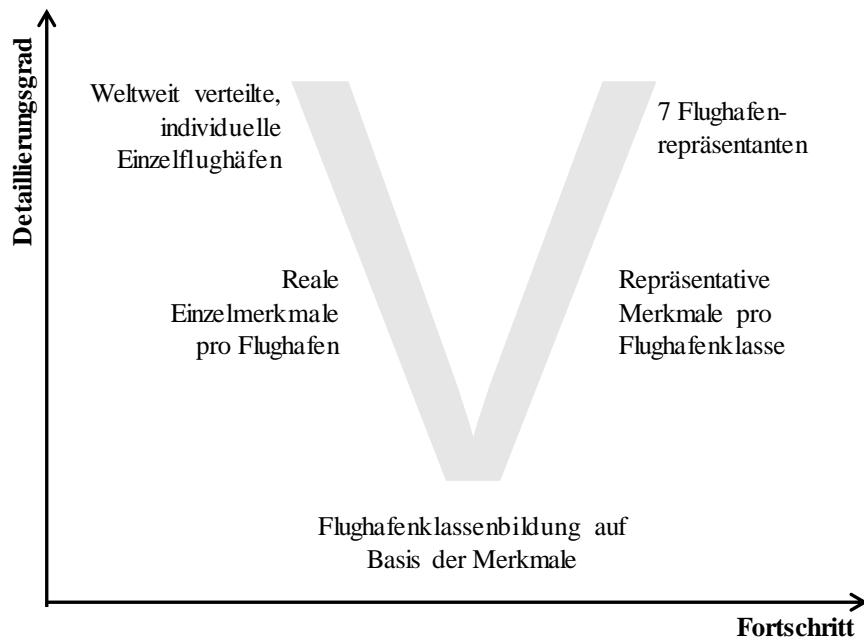 Detaillierungsgrad
Weltweit verteilte,
individuelle
Einzelflughäfen
7 Flughafen-
repräsentanten
Reale
Einzelmerkmale
pro Flughafen
Repräsentative
Merkmale pro
Flughafenklasse
Flughafenklassenbildung auf
Basis der Merkmale
Fortschritt